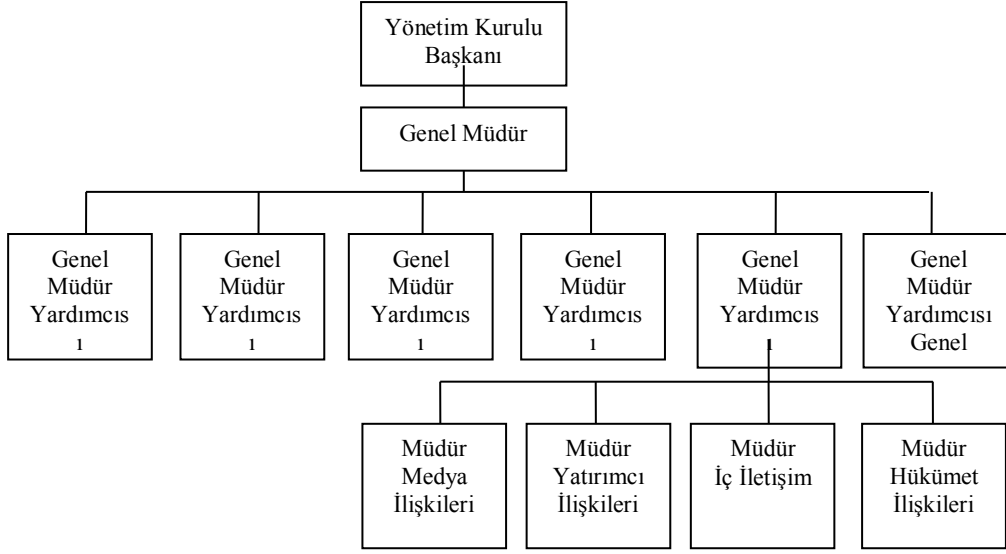 Yönetim Kurulu
Başkanı
Genel Müdür
Genel
Müdür
Yardımcıs
ı
Genel
Müdür
Yardımcıs
ı
Genel
Müdür
Yardımcıs
ı
Genel
Müdür
Yardımcıs
ı
Genel
Müdür
Yardımcıs
ı
Genel
Müdür
Yardımcısı
Genel
Müdür
Medya
İlişkileri
Müdür
Yatırımcı
İlişkileri
Müdür
İç İletişim
Müdür
Hükümet
İlişkileri